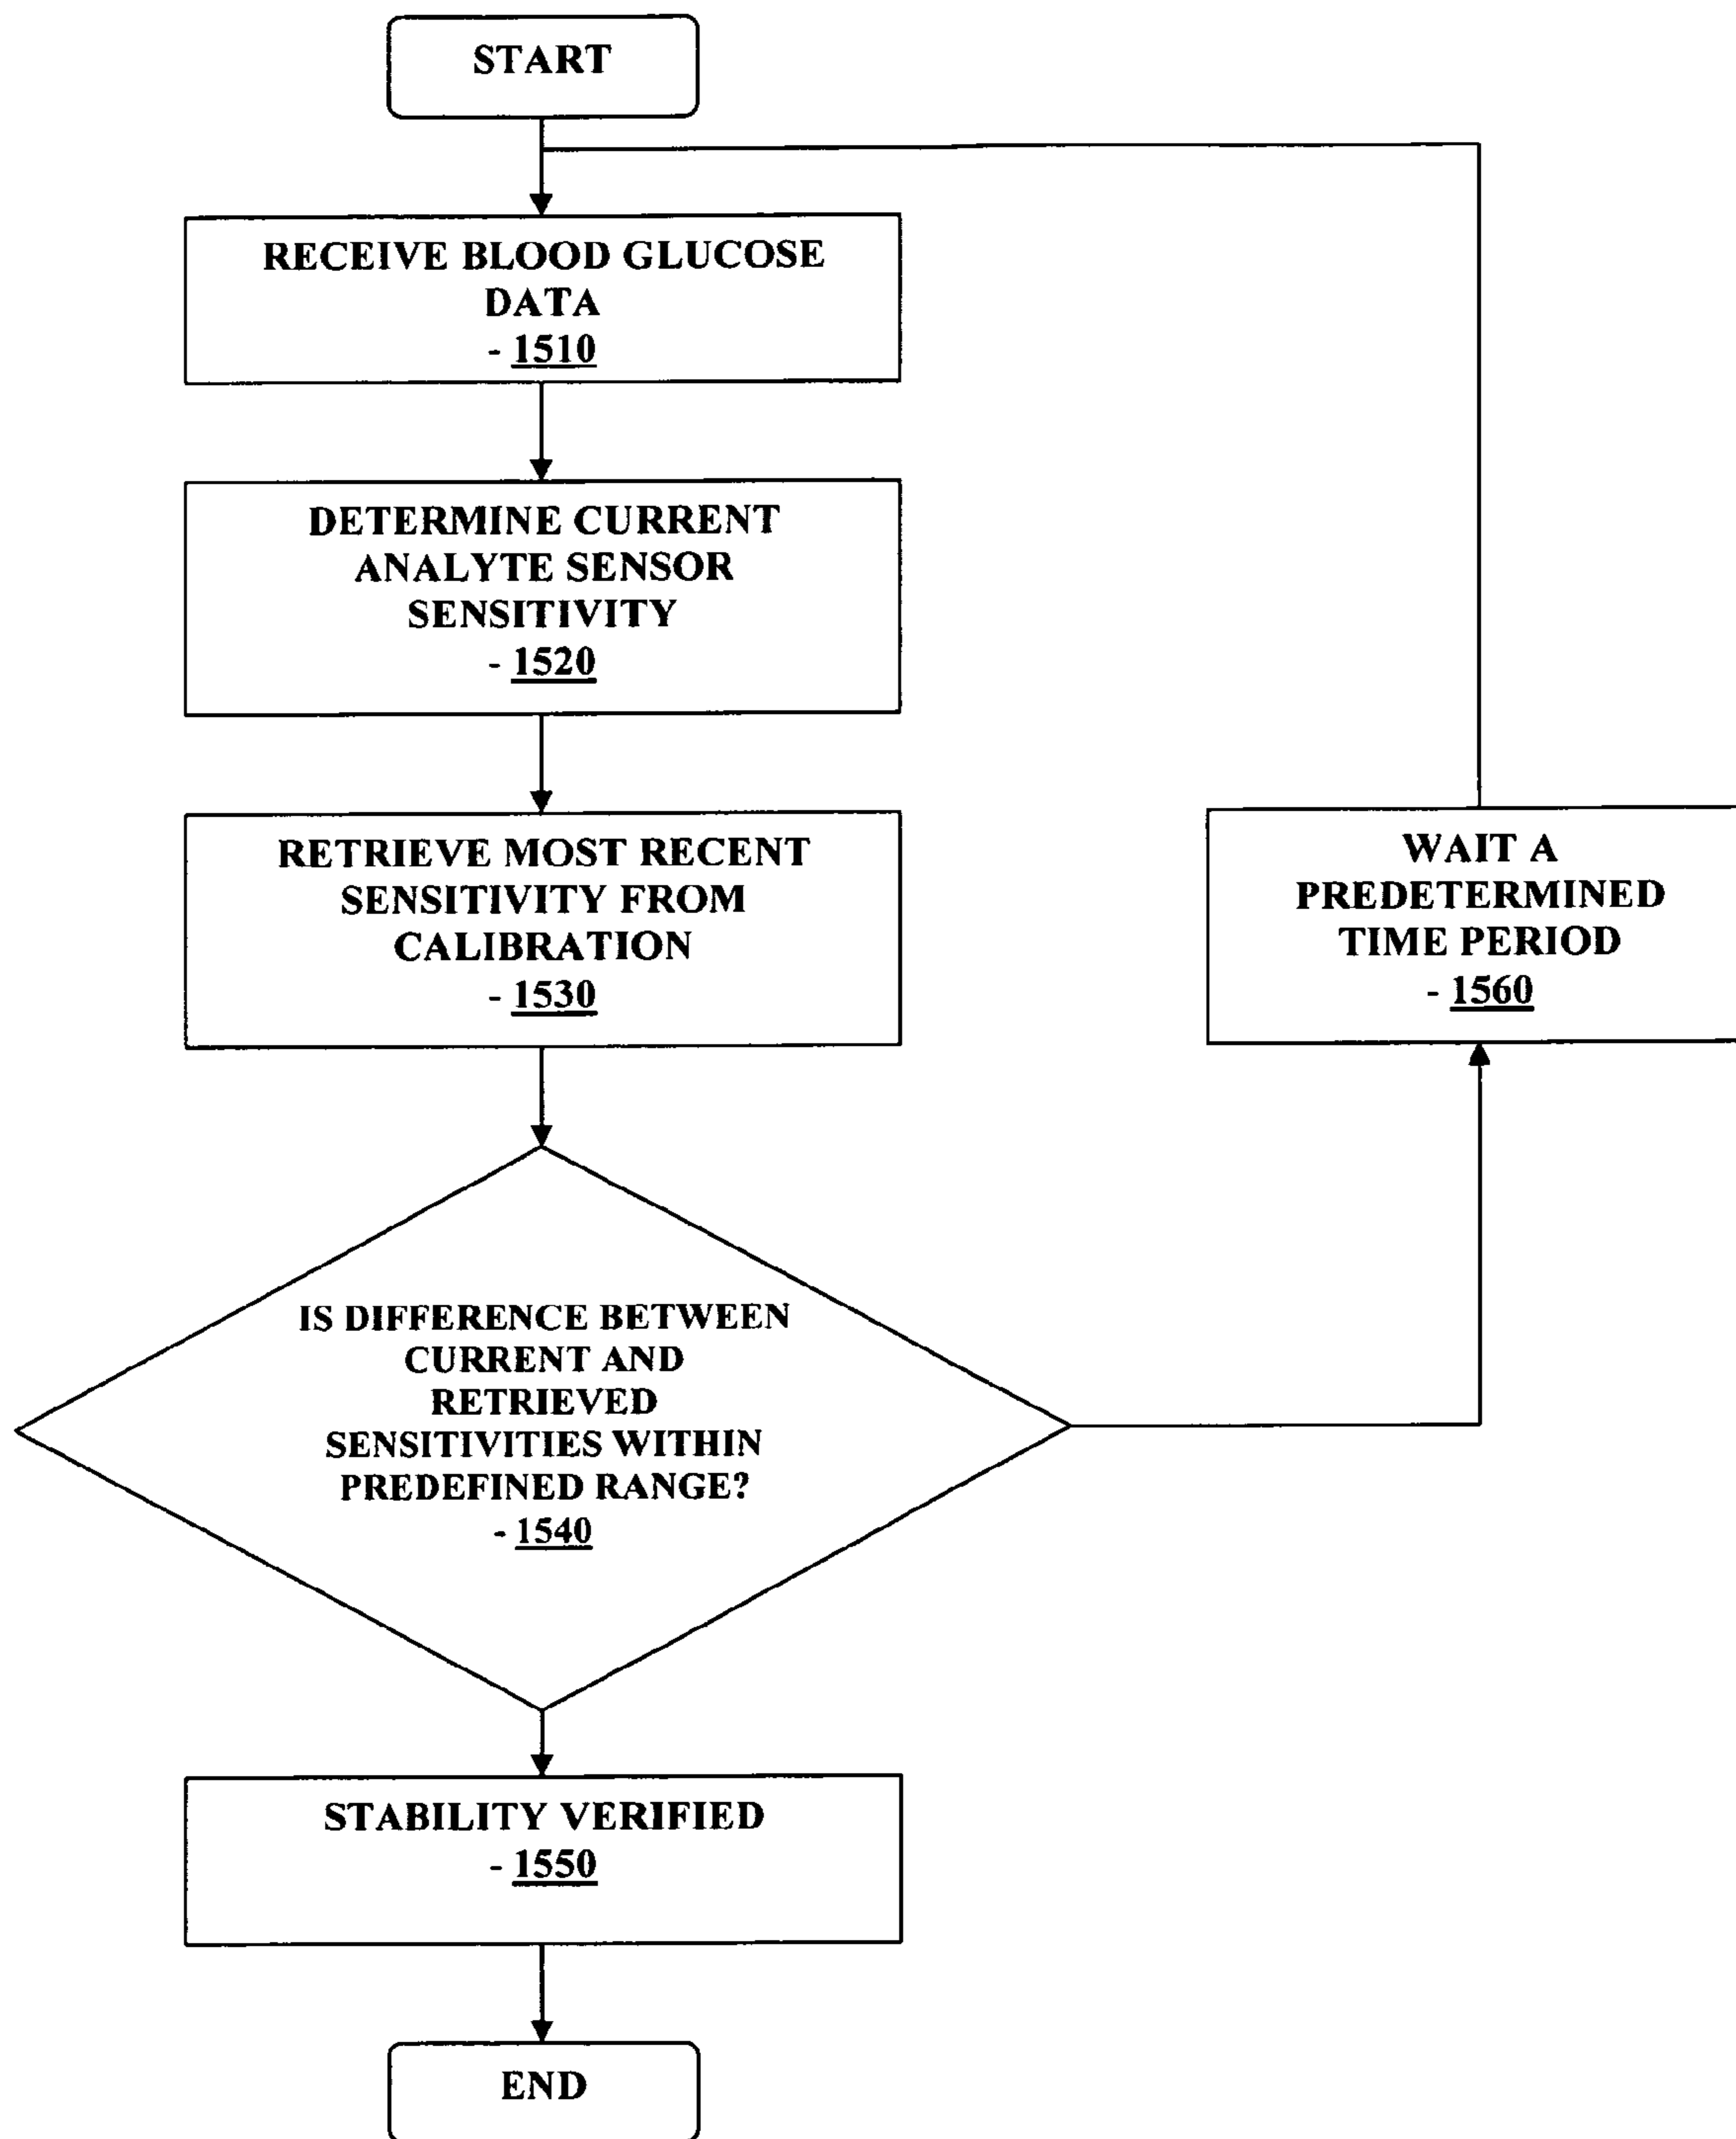 START
RECEIVE BLOOD GLUCOSE
DATA
- 1510
DETERMINE CURRENT
ANALYTE SENSOR
SENSITIVITY
- 1520
RETRIEVE MOST RECENT
SENSITIVITY FROM
CALIBRATION
- 1530
WAIT A
PREDETERMINED
TIME PERIOD
- 1560
IS DIFFERENCE BETWEEN
CURRENT AND
RETRIEVED
SENSITIVITIES WITHIN
PREDEFINED RANGE?
- 1540
STABILITY VERIFIED
- 1550
END